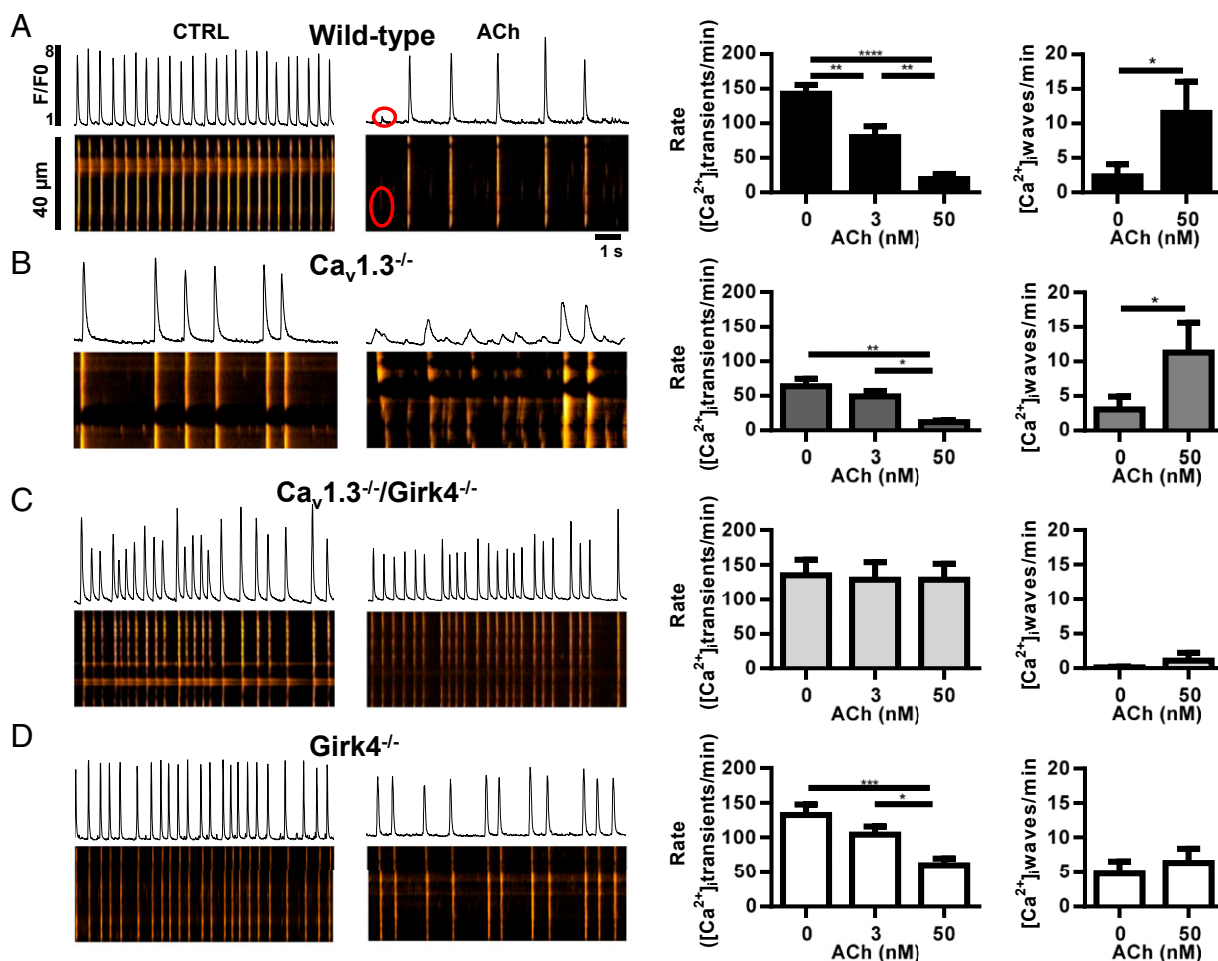 A
CTRL
Wild-type
ACh
8
F/F0
1
40 µm
1 s
Rate
([Ca²⁺]ᵢtransients/min)
200
150
100
50
0
****
**
**
0 3 50
ACh (nM)
[Ca²⁺]ᵢwaves/min
20
15
10
5
0
*
0 50
ACh (nM)
B
Caᵥ1.3⁻/⁻
Rate
([Ca²⁺]ᵢtransients/min)
200
150
100
50
0
**
*
0 3 50
ACh (nM)
[Ca²⁺]ᵢwaves/min
20
15
10
5
0
*
0 50
ACh (nM)
C
Caᵥ1.3⁻/⁻/Girk4⁻/⁻
Rate
([Ca²⁺]ᵢtransients/min)
200
150
100
50
0
0 3 50
ACh (nM)
[Ca²⁺]ᵢwaves/min
20
15
10
5
0
0 50
ACh (nM)
D
Girk4⁻/⁻
Rate
([Ca²⁺]ᵢtransients/min)
200
150
100
50
0
***
*
0 3 50
ACh (nM)
[Ca²⁺]ᵢwaves/min
20
15
10
5
0
0 50
ACh (nM)